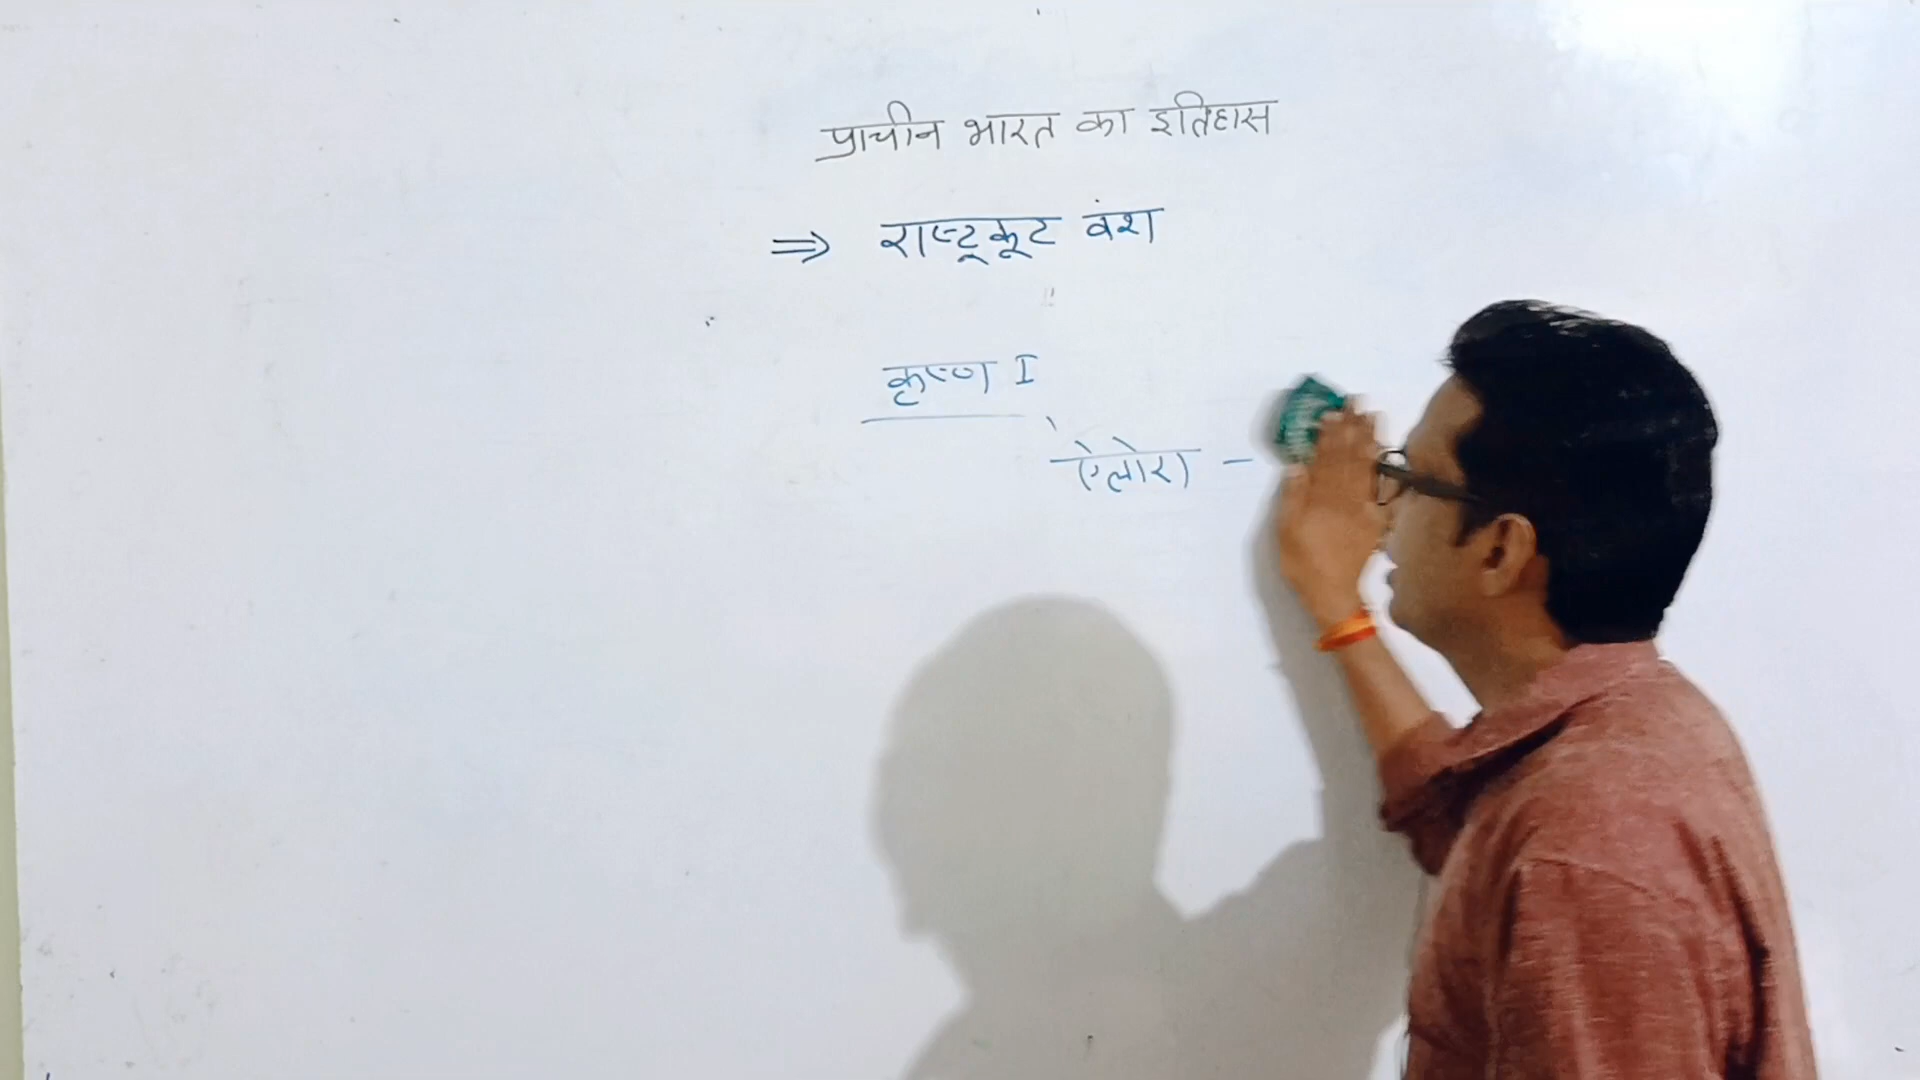 प्राचीन भारत का इतिहास
⇒ राष्ट्रकूट वंश
कृष्ण I
ऐलोरा –